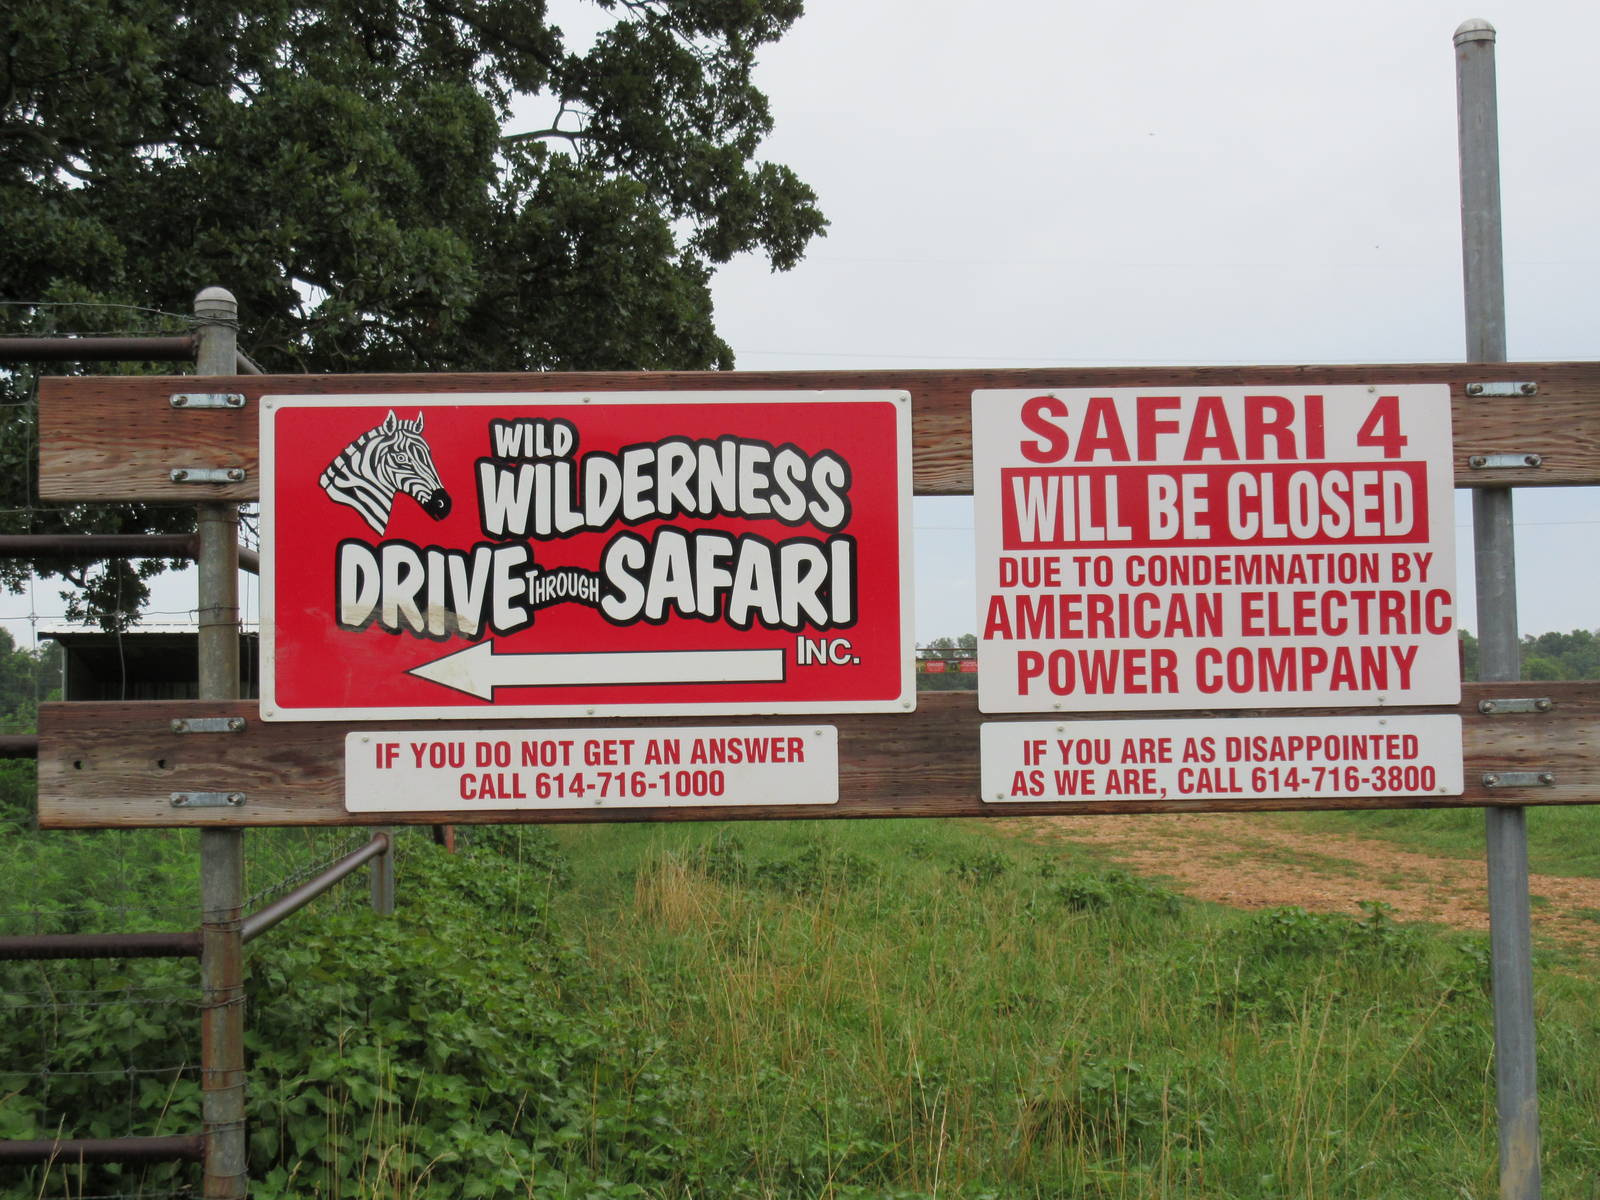 WILD
WILDERNESS
DRIVE THROUGH SAFARI
INC.
IF YOU DO NOT GET AN ANSWER
CALL 614-716-1000
SAFARI 4
WILL BE CLOSED
DUE TO CONDEMNATION BY
AMERICAN ELECTRIC
POWER COMPANY
IF YOU ARE AS DISAPPOINTED
AS WE ARE, CALL 614-716-3800